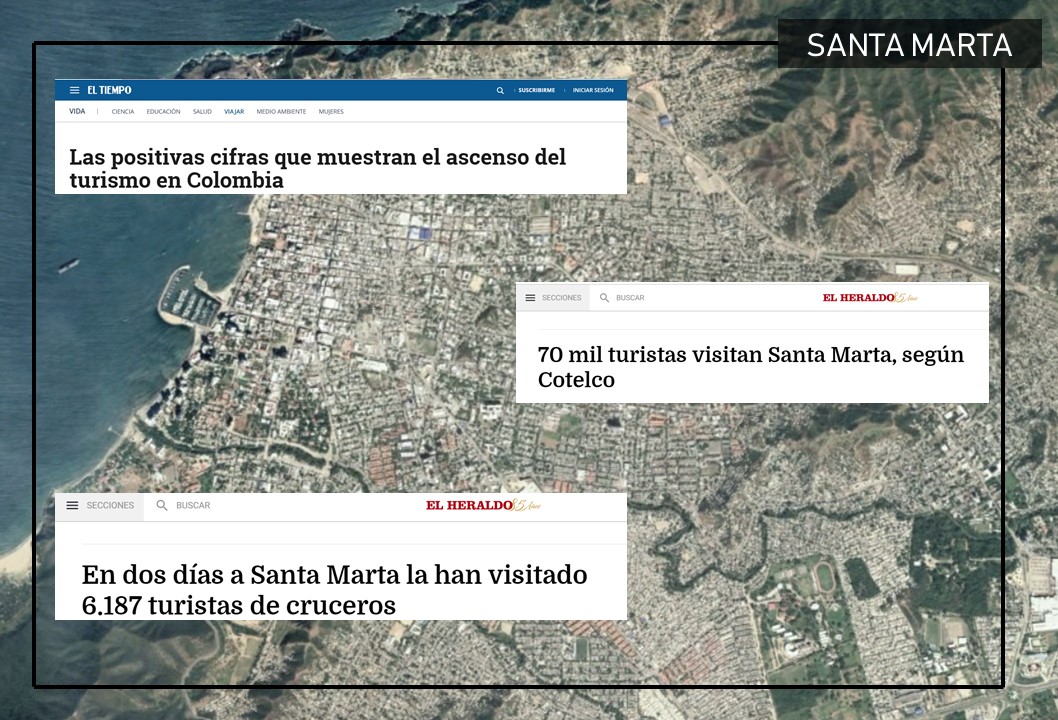 SANTA MARTA
EL TIEMPO
SUSCRIBIRME
INICIAR SESIÓN
VIDA
CIENCIA
EDUCACIÓN
SALUD
VIAJAR
MEDIO AMBIENTE
MUJERES
Las positivas cifras que muestran el ascenso del
turismo en Colombia
SECCIONES
BUSCAR
EL HERALDO 85 Años
70 mil turistas visitan Santa Marta, según
Cotelco
SECCIONES
BUSCAR
EL HERALDO 85 Años
En dos días a Santa Marta la han visitado
6.187 turistas de cruceros